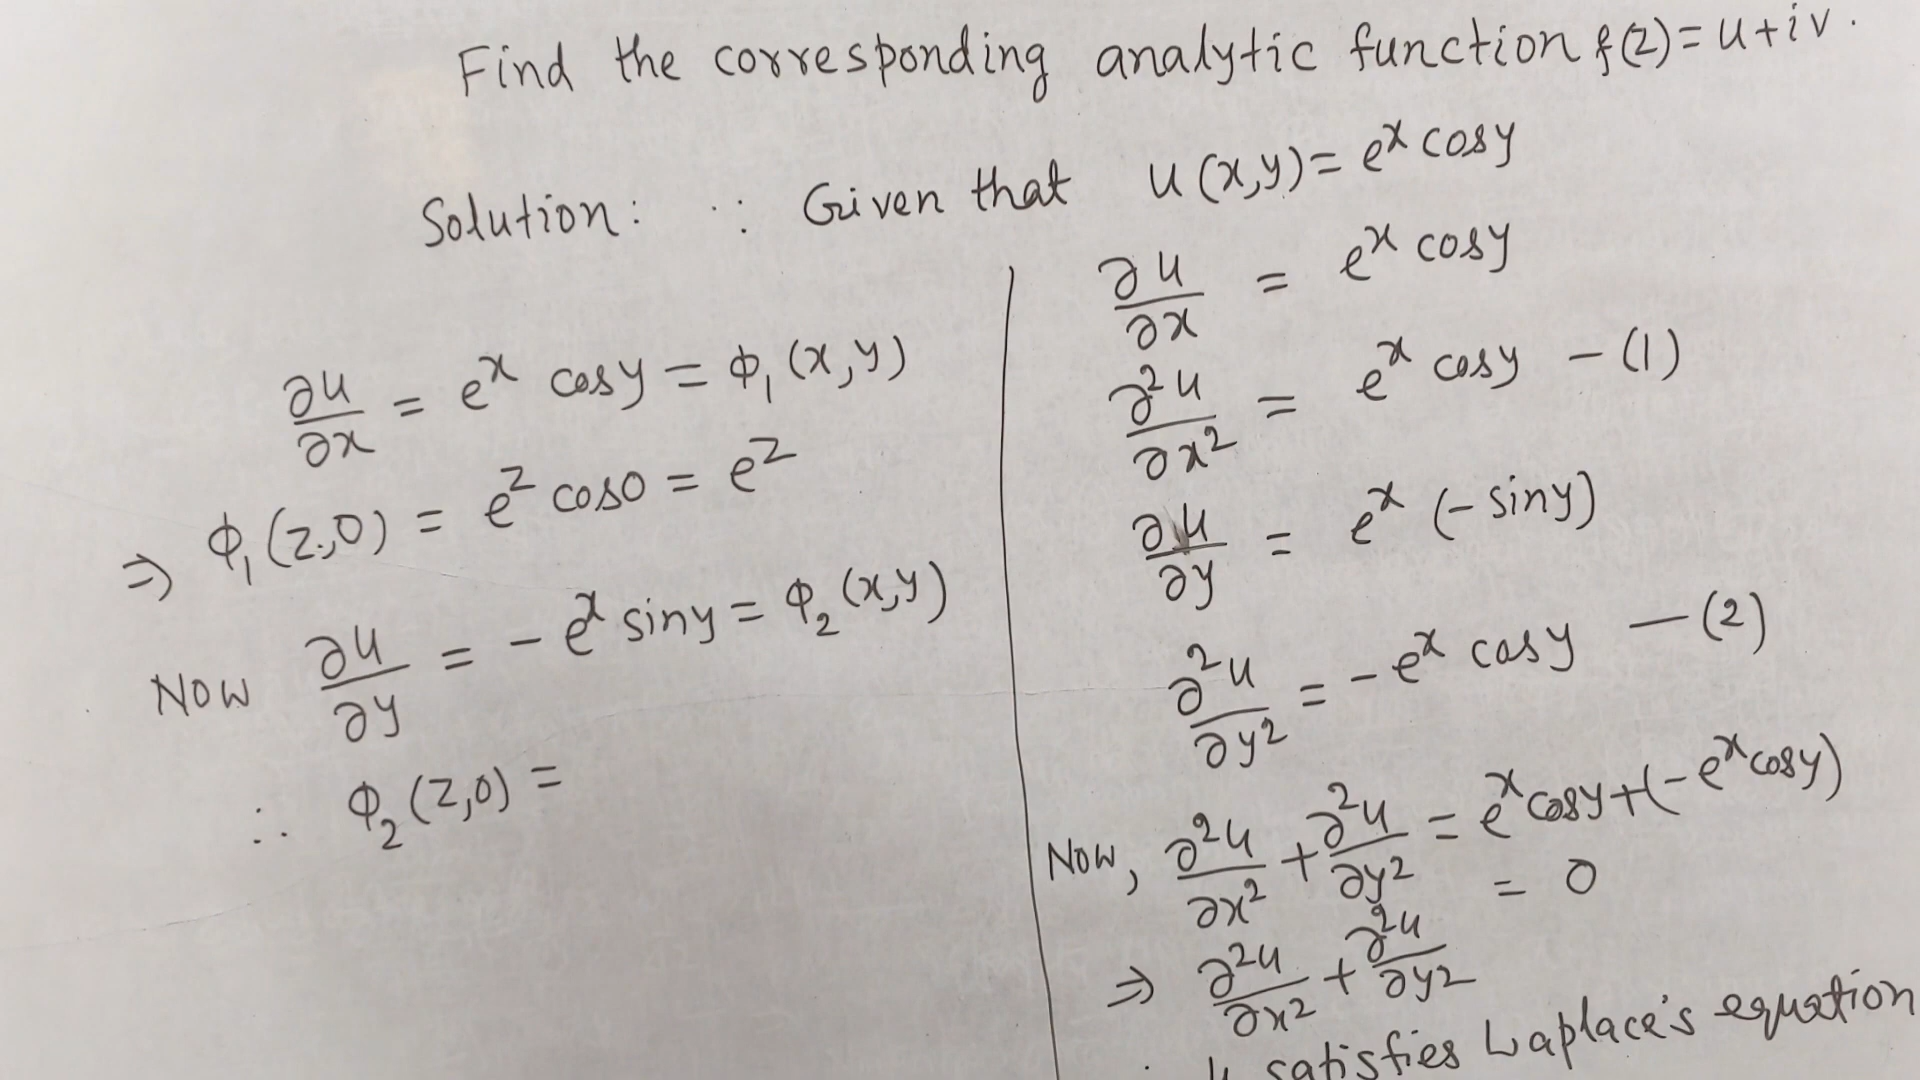 Find the corresponding analytic function f(z) = u+iv.
Solution: ∵ Given that u(x,y) = e^x cosy
∂u/∂x = e^x cosy = ϕ₁(x,y)
⇒ ϕ₁(z,0) = e^z cos0 = e^z
Now ∂u/∂y = - e^x siny = ϕ₂(x,y)
∴ ϕ₂(z,0) =
∂u/∂x = e^x cosy
∂²u/∂x² = e^x cosy - (1)
∂u/∂y = e^x (- siny)
∂²u/∂y² = - e^x cosy — (2)
Now, ∂²u/∂x² + ∂²u/∂y² = e^x cosy + (- e^x cosy)
= 0
⇒ ∂²u/∂x² + ∂²u/∂y²
u satisfies Laplace's equation